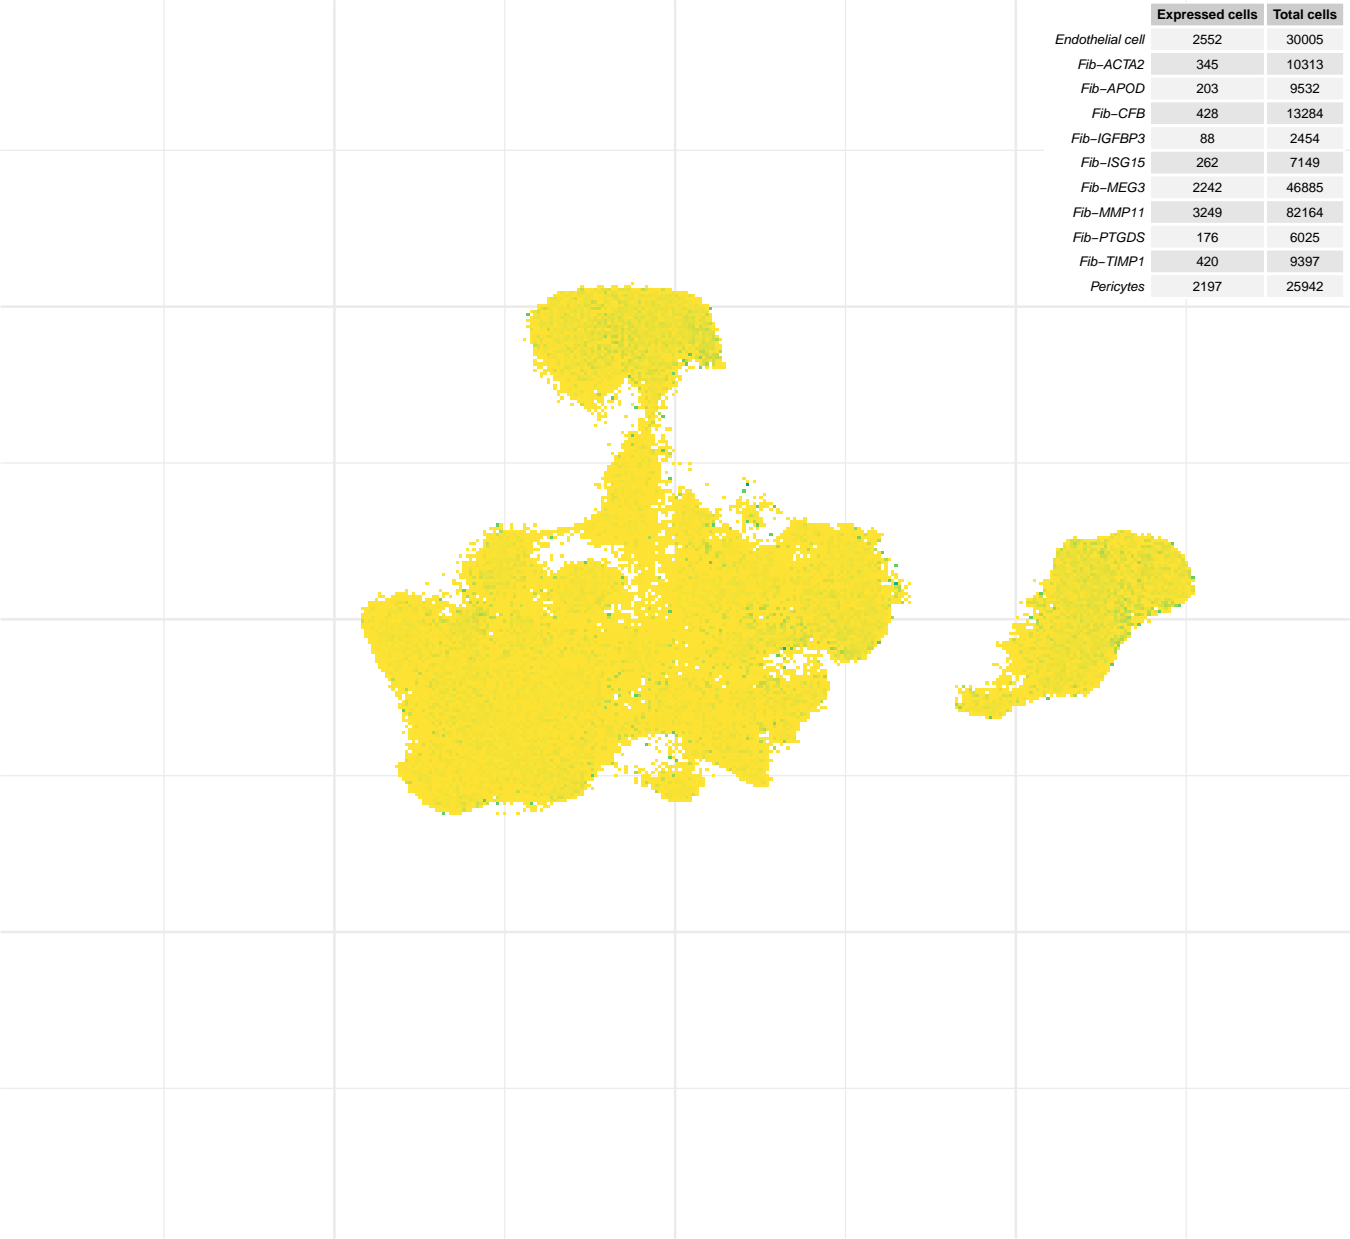 Expressed cells Total cells
Endothelial cell 2552 30005
Fib−ACTA2 345 10313
Fib−APOD 203 9532
Fib−CFB 428 13284
Fib−IGFBP3 88 2454
Fib−ISG15 262 7149
Fib−MEG3 2242 46885
Fib−MMP11 3249 82164
Fib−PTGDS 176 6025
Fib−TIMP1 420 9397
Pericytes 2197 25942